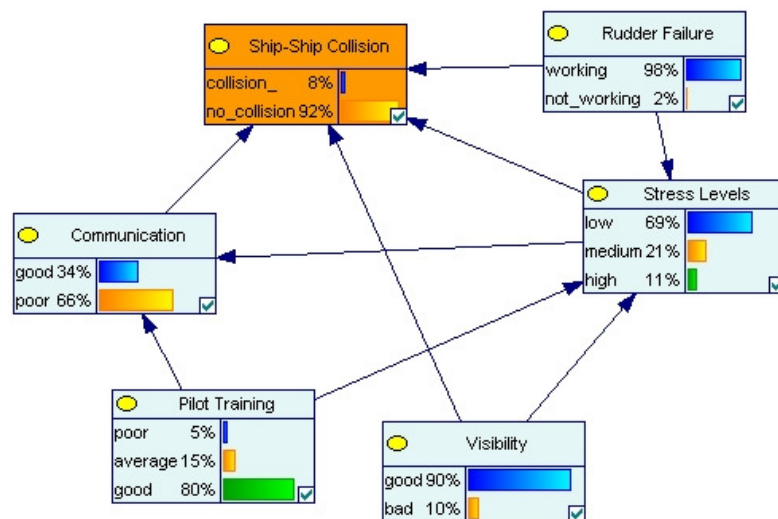 Ship-Ship Collision
collision_ 8%
no_collision 92%
Rudder Failure
working 98%
not_working 2%
Stress Levels
low 69%
medium 21%
high 11%
Communication
good 34%
poor 66%
Pilot Training
poor 5%
average 15%
good 80%
Visibility
good 90%
bad 10%